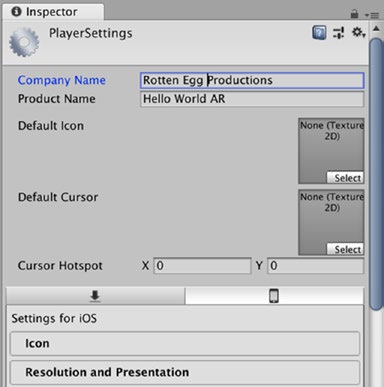 Inspector
PlayerSettings
Company Name Rotten Egg Productions
Product Name Hello World AR
Default Icon None (Texture
2D)
Select
Default Cursor None (Texture
2D)
Select
Cursor Hotspot X 0 Y 0
Settings for iOS
Icon
Resolution and Presentation